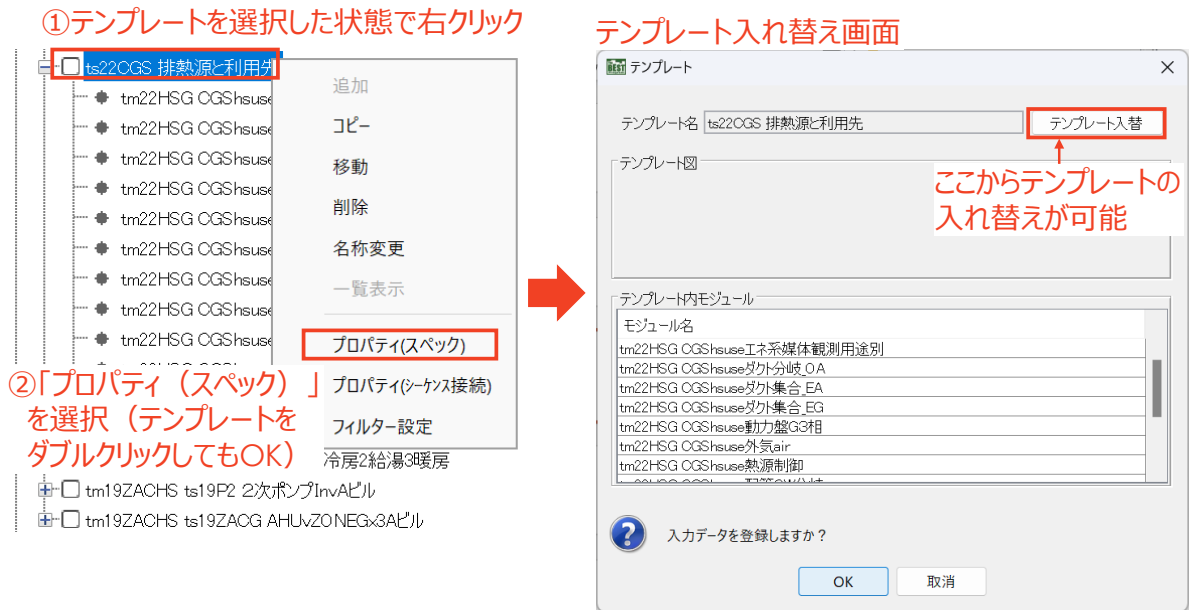 ①テンプレートを選択した状態で右クリック
ts22CGS 排熱源と利用先
tm22HSG CGShsuse
tm22HSG CGShsuse
tm22HSG CGShsuse
tm22HSG CGShsuse
tm22HSG CGShsuse
tm22HSG CGShsuse
tm22HSG CGShsuse
tm22HSG CGShsuse
tm22HSG CGShsuse
追加
コピー
移動
削除
名称変更
一覧表示
プロパティ(スペック)
プロパティ(シーケンス接続)
フィルター設定
②「プロパティ（スペック）」
を選択（テンプレートを
ダブルクリックしてもOK）
冷房2給湯3暖房
tm19ZACHS ts19P2 2次ポンプInvAビル
tm19ZACHS ts19ZACG AHUvZONEGx3Aビル
テンプレート入れ替え画面
BEST テンプレート
テンプレート名 ts22CGS 排熱源と利用先 テンプレート入替
テンプレート図
ここからテンプレートの
入れ替えが可能
テンプレート内モジュール
モジュール名
tm22HSG CGShsuseエネ系媒体観測用途別
tm22HSG CGShsuseダクト分岐_OA
tm22HSG CGShsuseダクト集合_EA
tm22HSG CGShsuseダクト集合_EG
tm22HSG CGShsuse動力盤G3相
tm22HSG CGShsuse外気air
tm22HSG CGShsuse熱源制御
入力データを登録しますか？
OK 取消